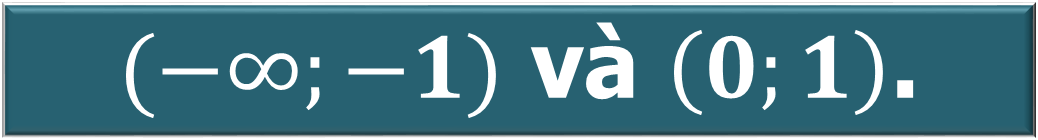 (−∞; −1) và (0; 1).